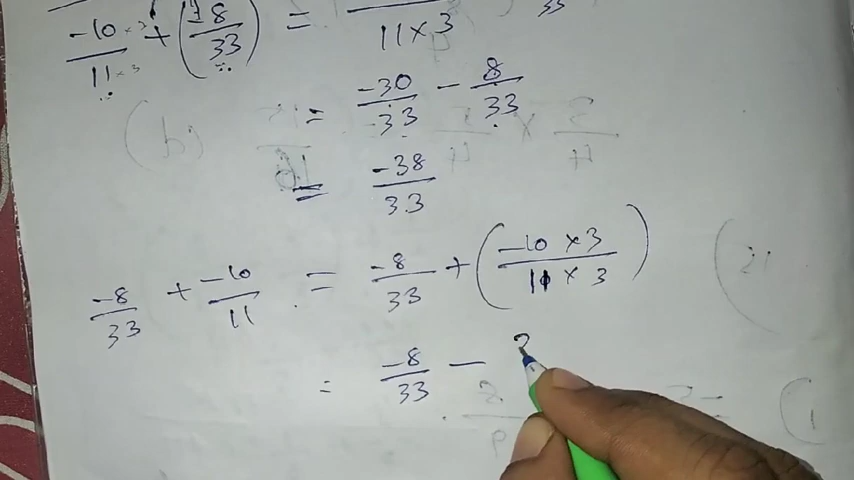 -10/11 + (-8/33) = /11 × 3 33
= -30/33 - 8/33
= -38/33
-8/33 + -10/11 = -8/33 + (-10 × 3/11 × 3)
= -8/33 - 3